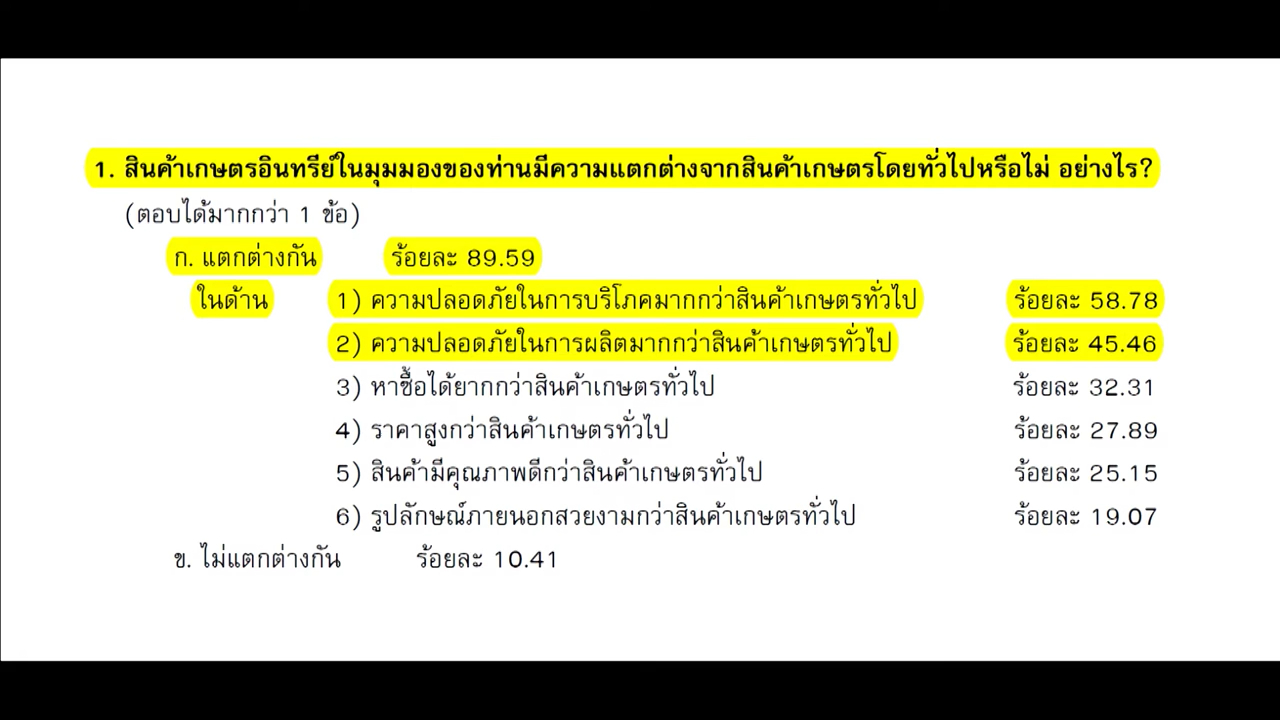 1. สินค้าเกษตรอินทรีย์ในมุมมองของท่านมีความแตกต่างจากสินค้าเกษตรโดยทั่วไปหรือไม่ อย่างไร?
(ตอบได้มากกว่า 1 ข้อ)
ก. แตกต่างกัน ร้อยละ 89.59
ในด้าน 1) ความปลอดภัยในการบริโภคมากกว่าสินค้าเกษตรทั่วไป ร้อยละ 58.78
2) ความปลอดภัยในการผลิตมากกว่าสินค้าเกษตรทั่วไป ร้อยละ 45.46
3) หาซื้อได้ยากกว่าสินค้าเกษตรทั่วไป ร้อยละ 32.31
4) ราคาสูงกว่าสินค้าเกษตรทั่วไป ร้อยละ 27.89
5) สินค้ามีคุณภาพดีกว่าสินค้าเกษตรทั่วไป ร้อยละ 25.15
6) รูปลักษณ์ภายนอกสวยงามกว่าสินค้าเกษตรทั่วไป ร้อยละ 19.07
ข. ไม่แตกต่างกัน ร้อยละ 10.41